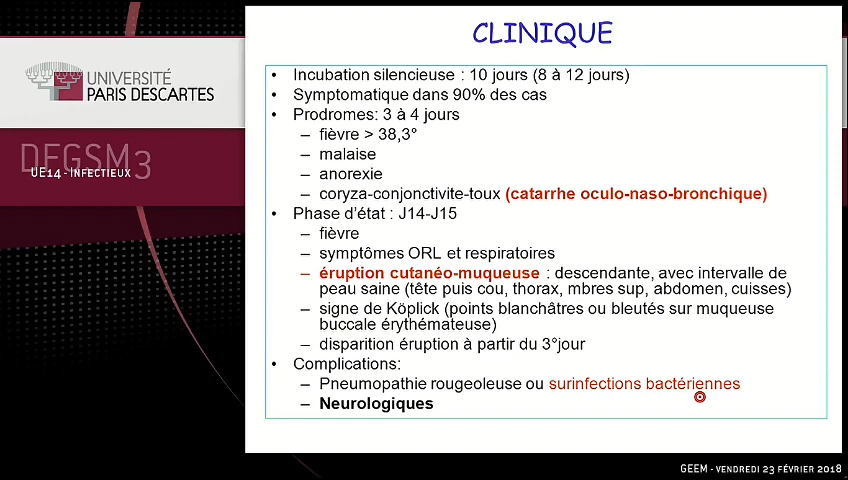 CLINIQUE
UNIVERSITÉ
PARIS DESCARTES
DFGSM3
UE14 - INFECTIEUX
• Incubation silencieuse : 10 jours (8 à 12 jours)
• Symptomatique dans 90% des cas
• Prodromes: 3 à 4 jours
– fièvre > 38,3°
– malaise
– anorexie
– coryza-conjonctivite-toux (catarrhe oculo-naso-bronchique)
• Phase d'état : J14-J15
– fièvre
– symptômes ORL et respiratoires
– éruption cutanéo-muqueuse : descendante, avec intervalle de
peau saine (tête puis cou, thorax, mbres sup, abdomen, cuisses)
– signe de Köplick (points blanchâtres ou bleutés sur muqueuse
buccale érythémateuse)
– disparition éruption à partir du 3°jour
• Complications:
– Pneumopathie rougeoleuse ou surinfections bactériennes
– Neurologiques
GEEM - VENDREDI 23 FÉVRIER 2018